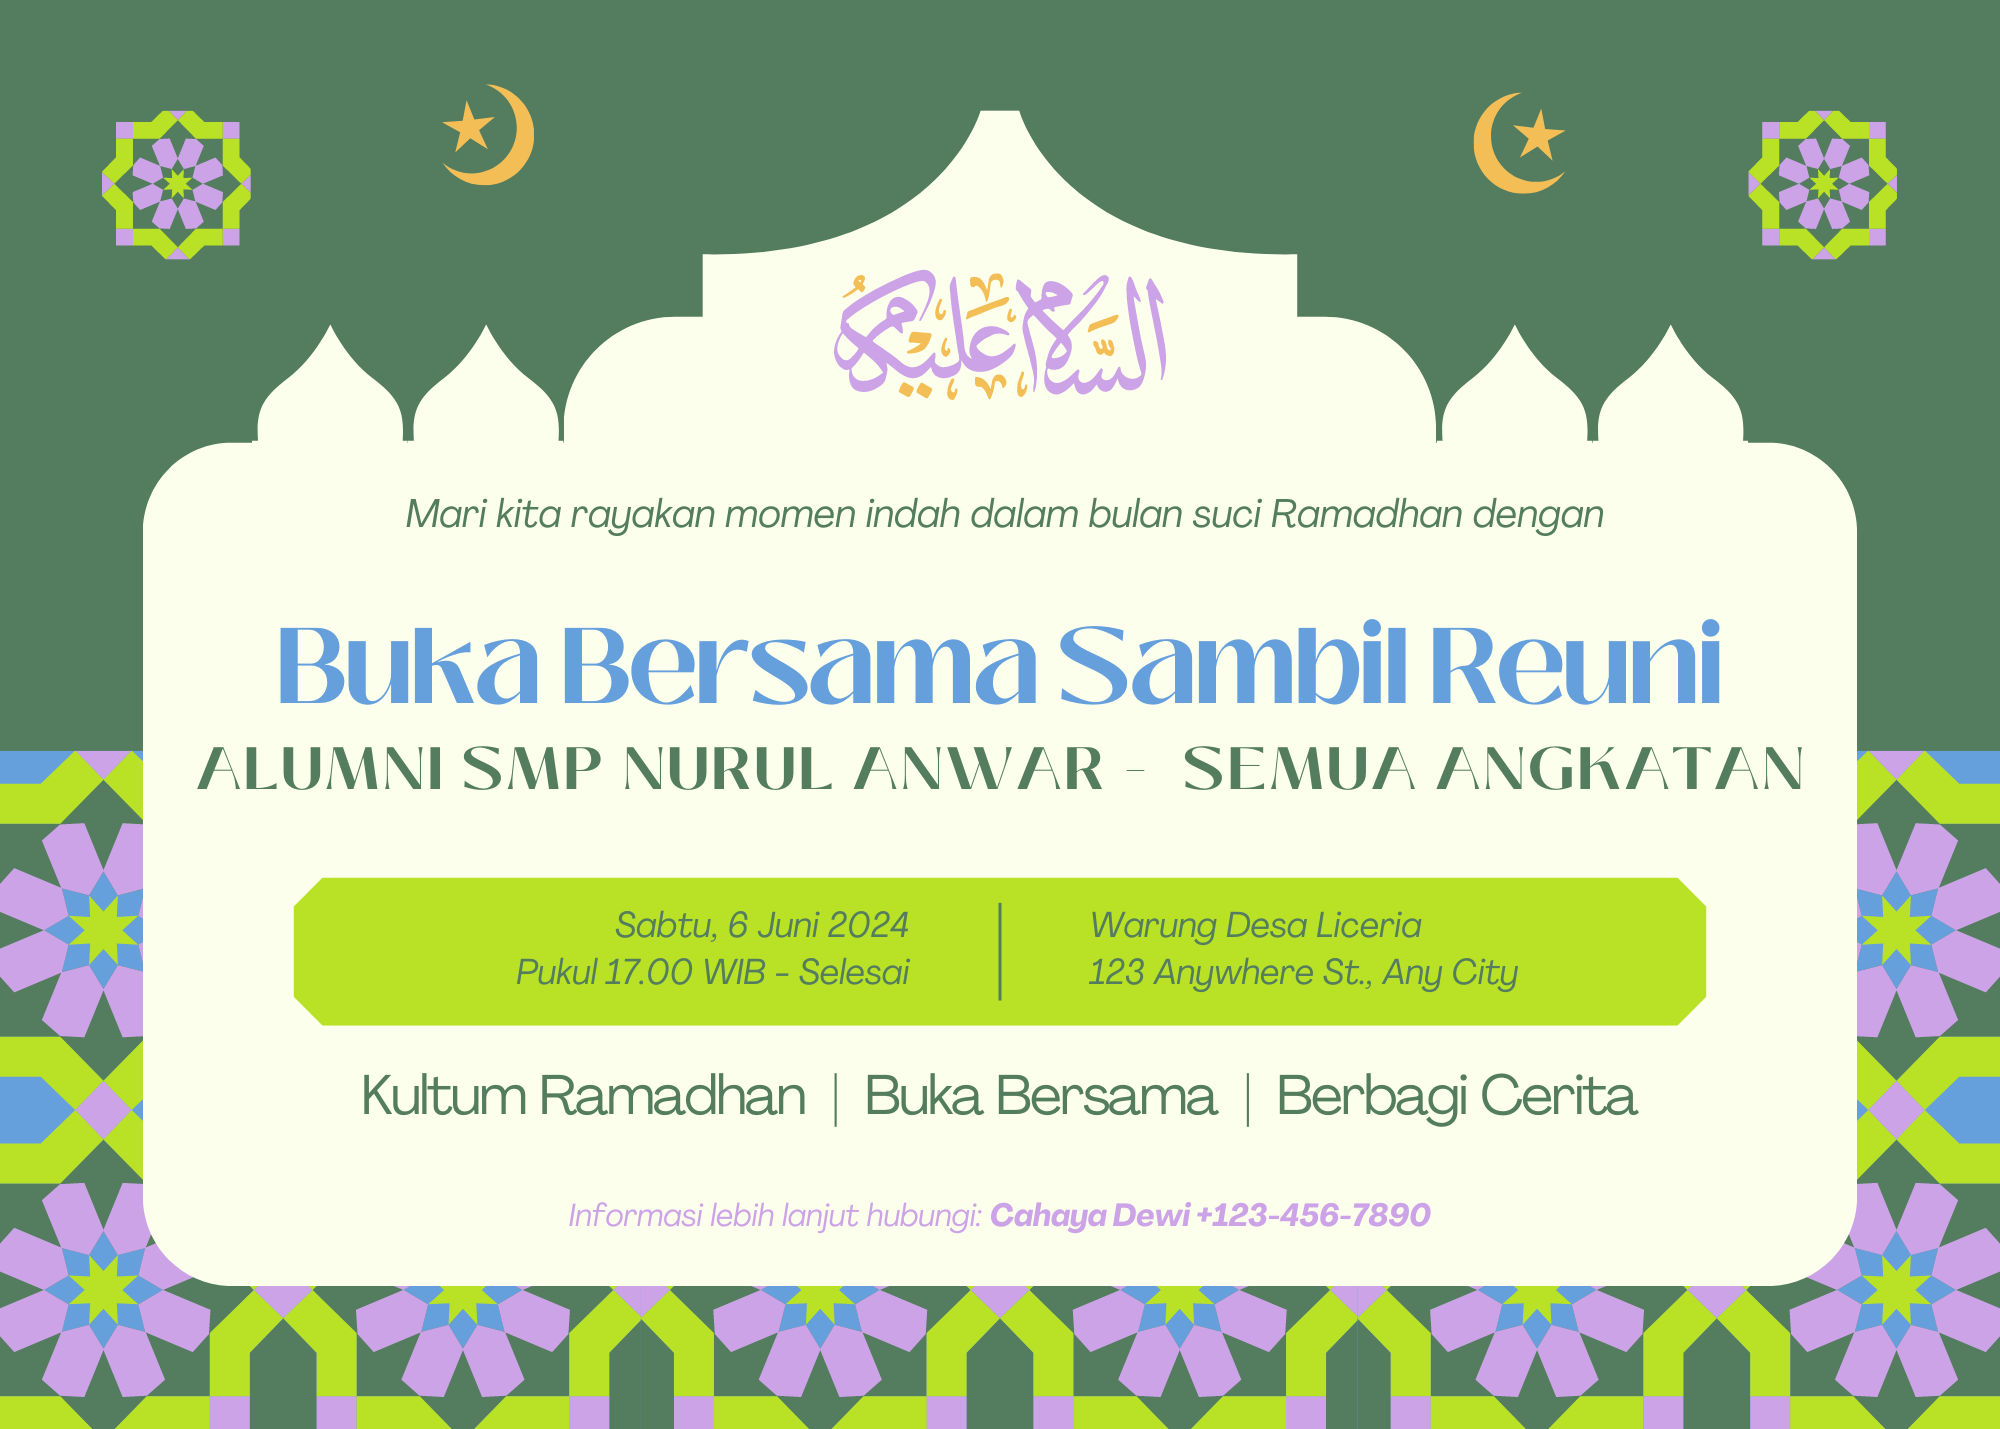 السَّلَامُ عَلَيْكُمُ
Mari kita rayakan momen indah dalam bulan suci Ramadhan dengan
Buka Bersama Sambil Reuni
ALUMNI SMP NURUL ANWAR - SEMUA ANGKATAN
Sabtu, 6 Juni 2024
Pukul 17.00 WIB - Selesai
Warung Desa Liceria
123 Anywhere St., Any City
Kultum Ramadhan | Buka Bersama | Berbagi Cerita
Informasi lebih lanjut hubungi: Cahaya Dewi +123-456-7890